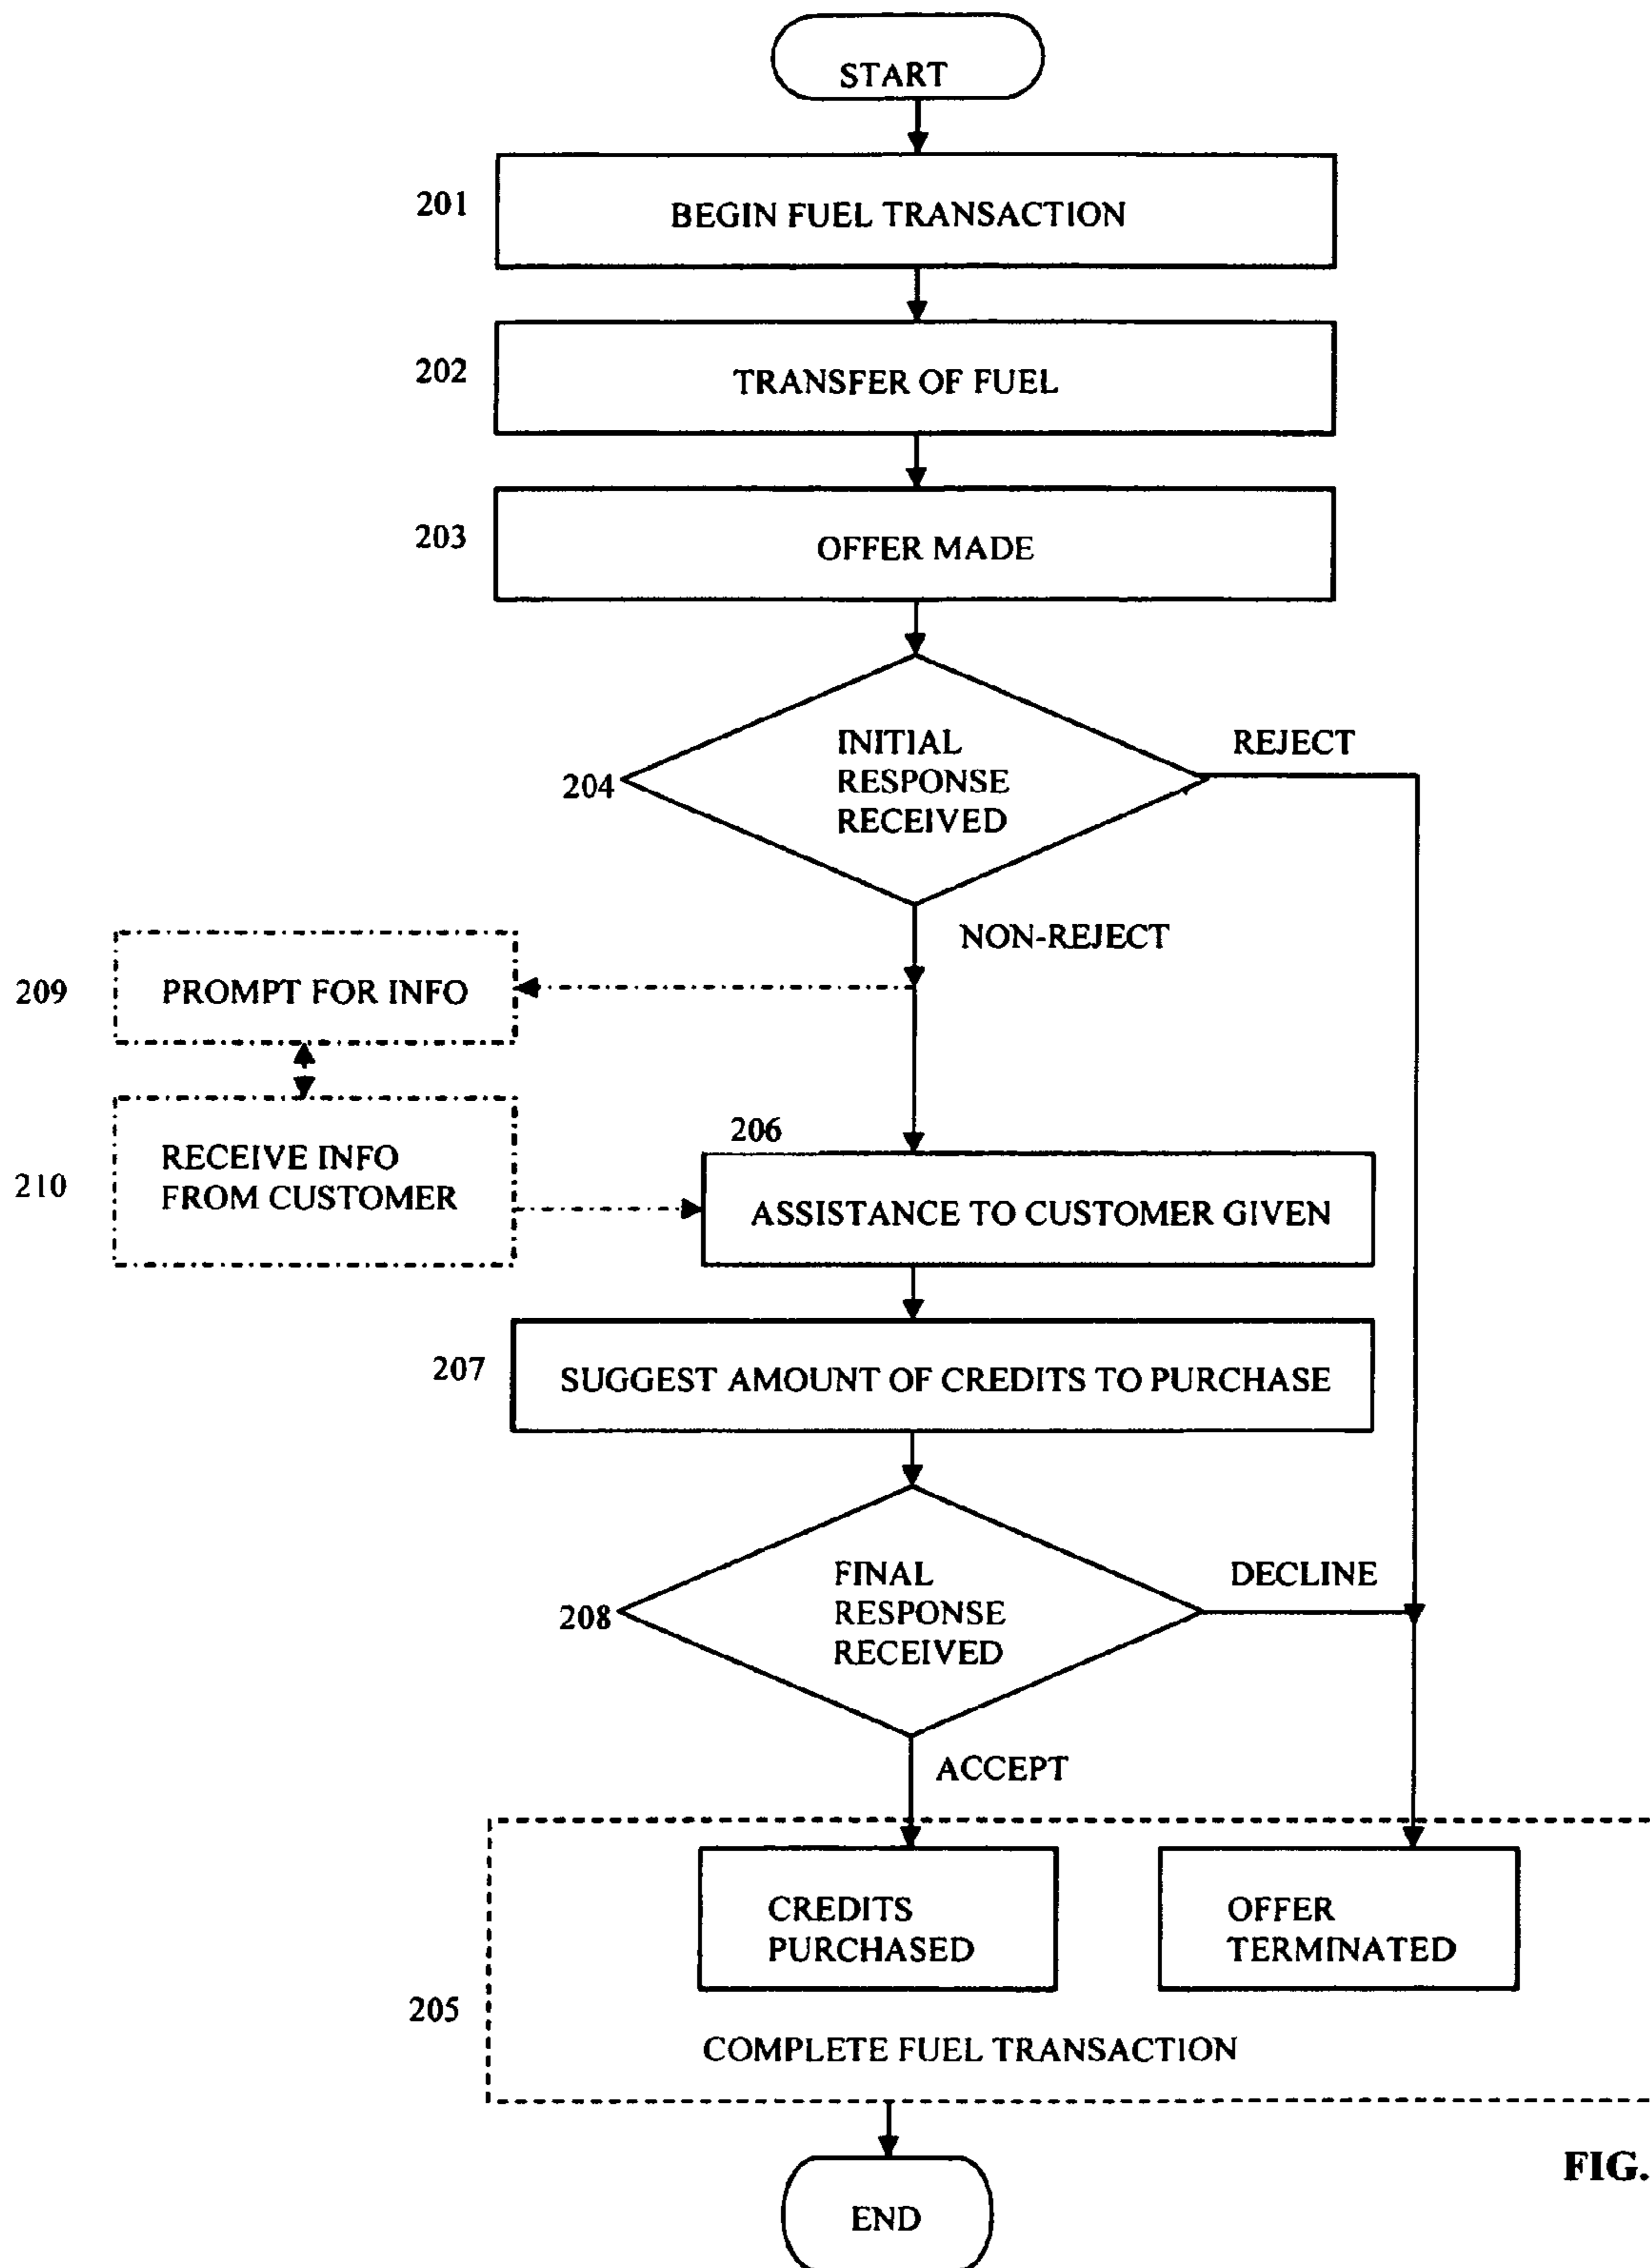 START
201
BEGIN FUEL TRANSACTION
202
TRANSFER OF FUEL
203
OFFER MADE
204
INITIAL
RESPONSE
RECEIVED
REJECT
NON-REJECT
209
PROMPT FOR INFO
210
RECEIVE INFO
FROM CUSTOMER
206
ASSISTANCE TO CUSTOMER GIVEN
207
SUGGEST AMOUNT OF CREDITS TO PURCHASE
208
FINAL
RESPONSE
RECEIVED
DECLINE
ACCEPT
CREDITS
PURCHASED
OFFER
TERMINATED
205
COMPLETE FUEL TRANSACTION
END
FIG.